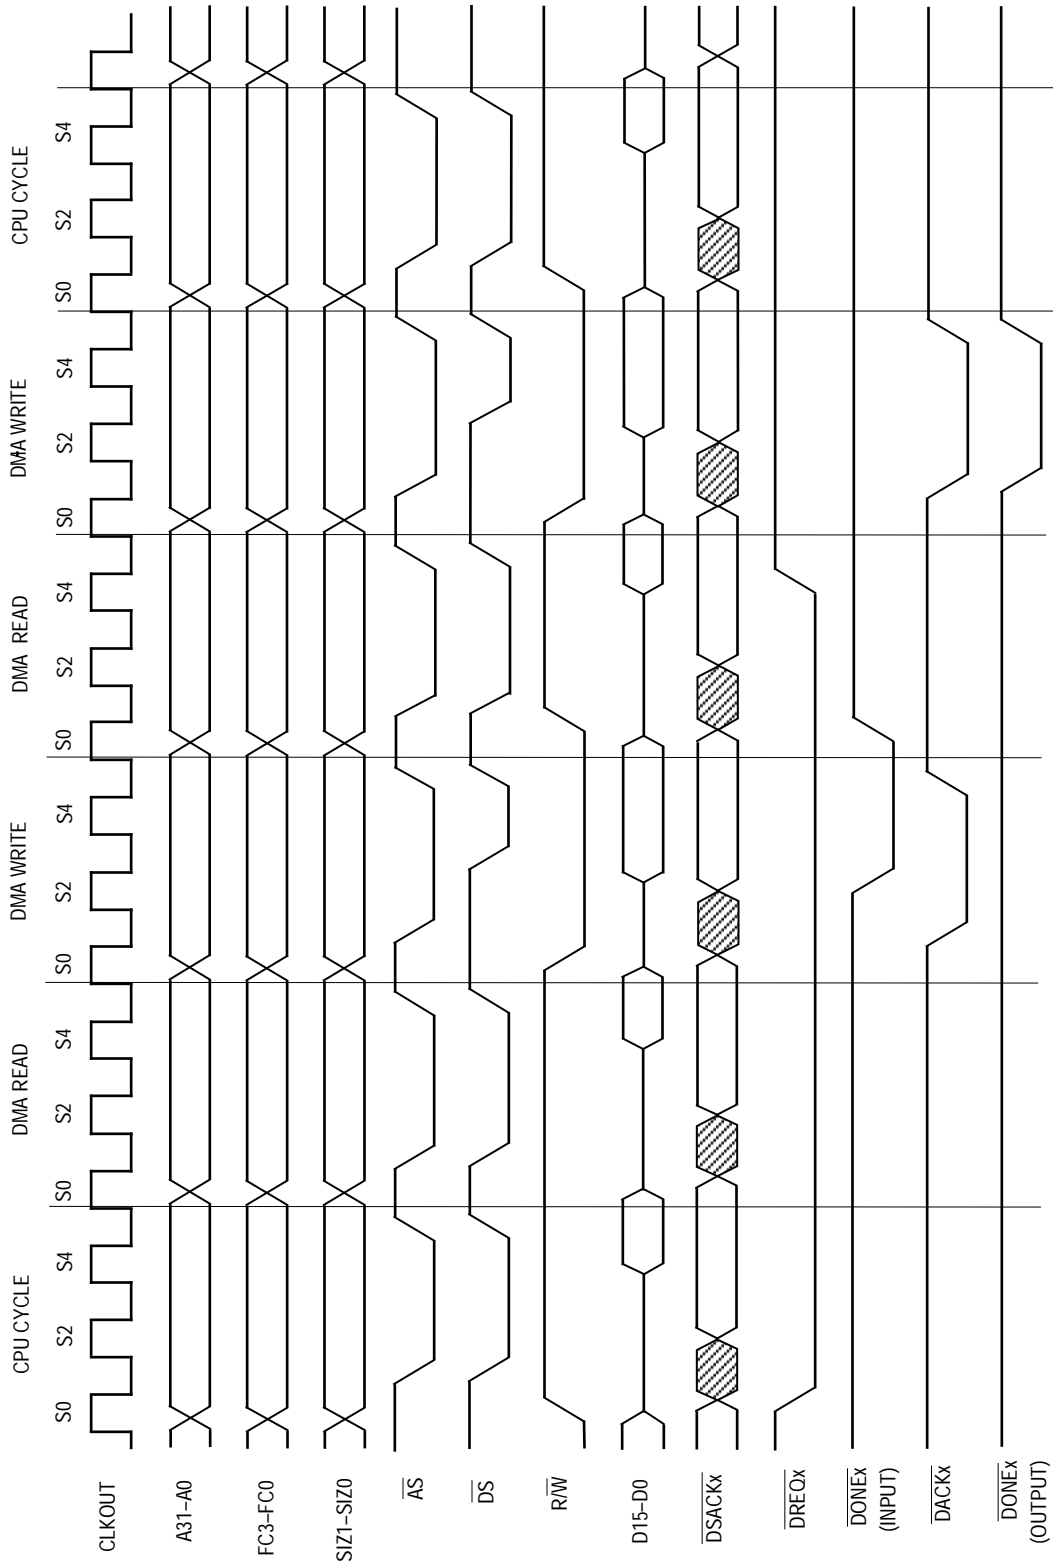 CPU CYCLE
DMA READ
DMA WRITE
DMA READ
DMA WRITE
CPU CYCLE
S0 S2 S4 S0 S2 S4 S0 S2 S4 S0 S2 S4 S0 S2 S4 S0 S2 S4
CLKOUT
A31–A0
FC3–FC0
SIZ1–SIZ0
AS
DS
R/W
D15–D0
DSACKx
DREQx
DONEx
(INPUT)
DACKx
DONEx
(OUTPUT)